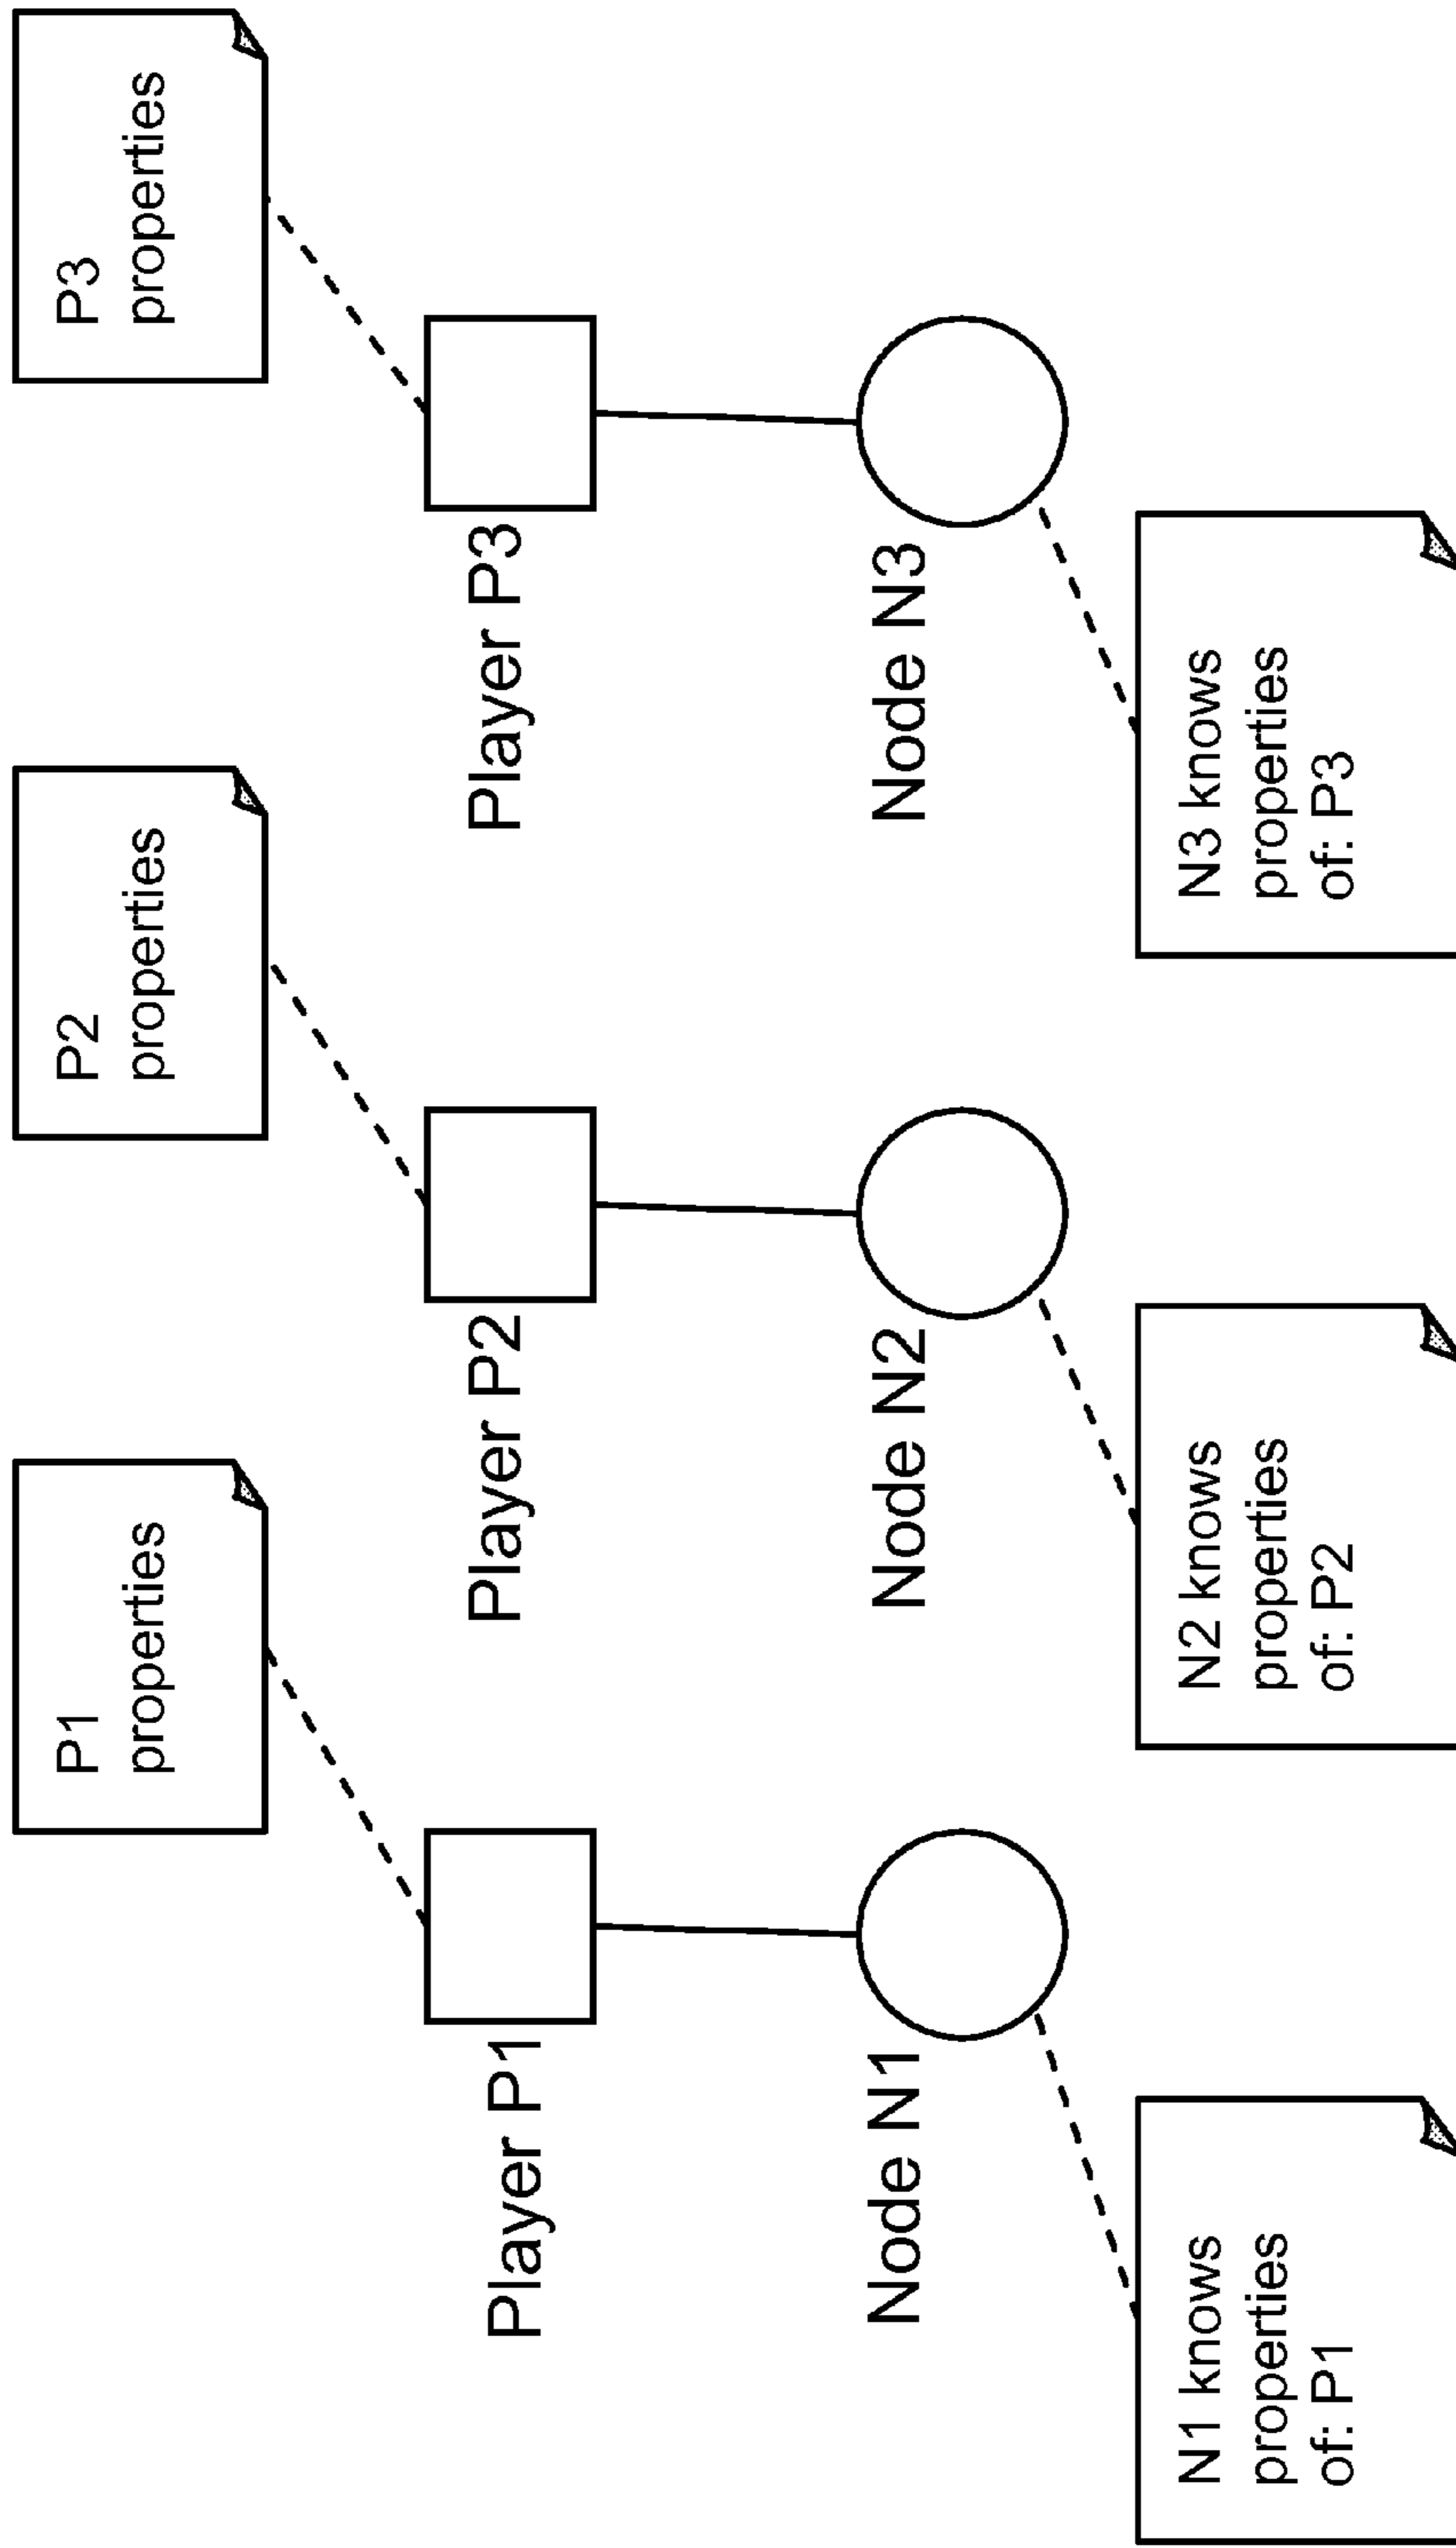 P1
properties
P2
properties
P3
properties
Player P1
Player P2
Player P3
Node N1
Node N2
Node N3
N1 knows
properties
of: P1
N2 knows
properties
of: P2
N3 knows
properties
of: P3